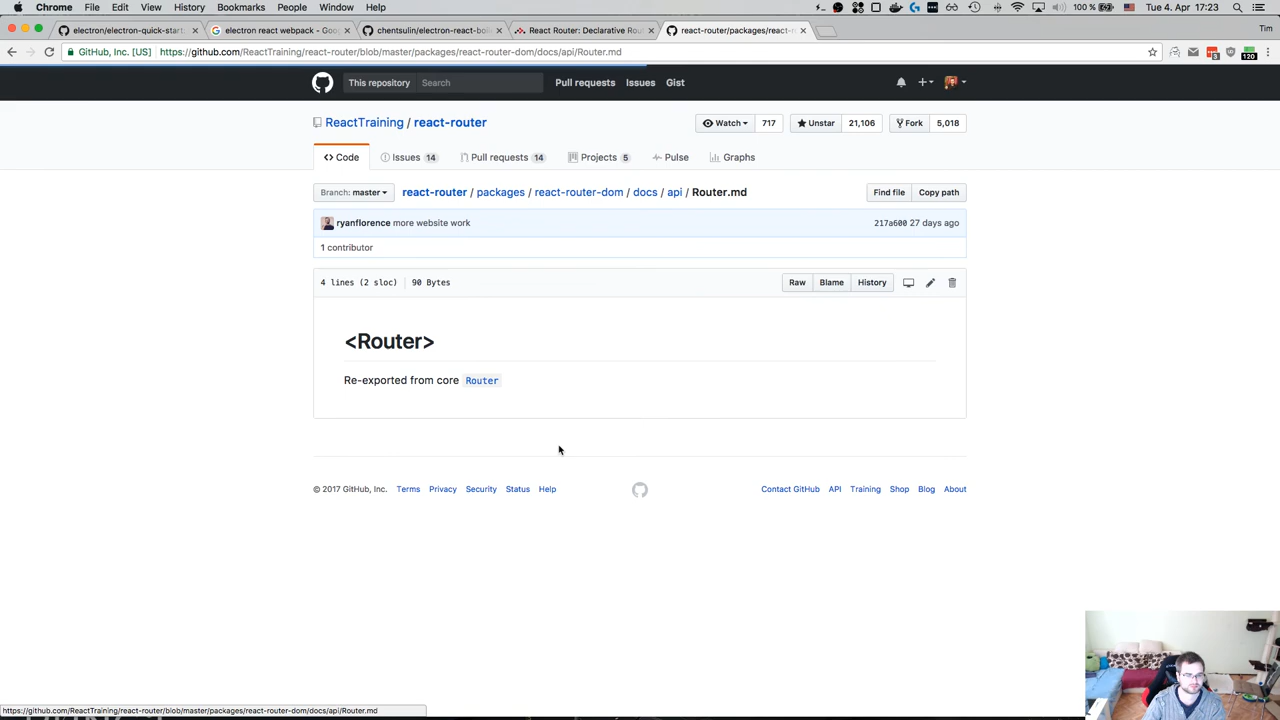 Chrome File Edit View History Bookmarks People Window Help 100 % Tue 4. Apr 17:23
electron/electron-quick-start: electron react webpack - Goo chentsulin/electron-react-boil React Router: Declarative Rou react-router/packages/react-r Tim
GitHub, Inc. [US] https://github.com/ReactTraining/react-router/blob/master/packages/react-router-dom/docs/api/Router.md 3 120
This repository Search Pull requests Issues Gist
ReactTraining / react-router Watch 717 Unstar 21,106 Fork 5,018
Code Issues 14 Pull requests 14 Projects 5 Pulse Graphs
Branch: master react-router / packages / react-router-dom / docs / api / Router.md Find file Copy path
ryanflorence more website work 217a600 27 days ago
1 contributor
4 lines (2 sloc) 90 Bytes Raw Blame History
<Router>
Re-exported from core Router
© 2017 GitHub, Inc. Terms Privacy Security Status Help Contact GitHub API Training Shop Blog About
https://github.com/ReactTraining/react-router/blob/master/packages/react-router-dom/docs/api/Router.md